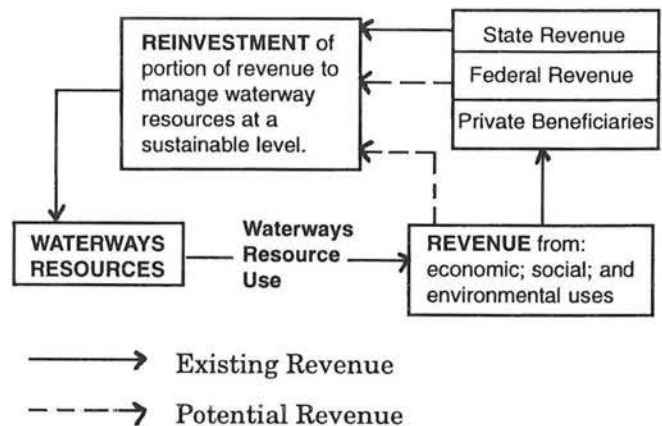 REINVESTMENT of
portion of revenue to
manage waterway
resources at a
sustainable level.
State Revenue
Federal Revenue
Private Beneficiaries
WATERWAYS
RESOURCES
Waterways
Resource
Use
REVENUE from:
economic; social; and
environmental uses
Existing Revenue
Potential Revenue